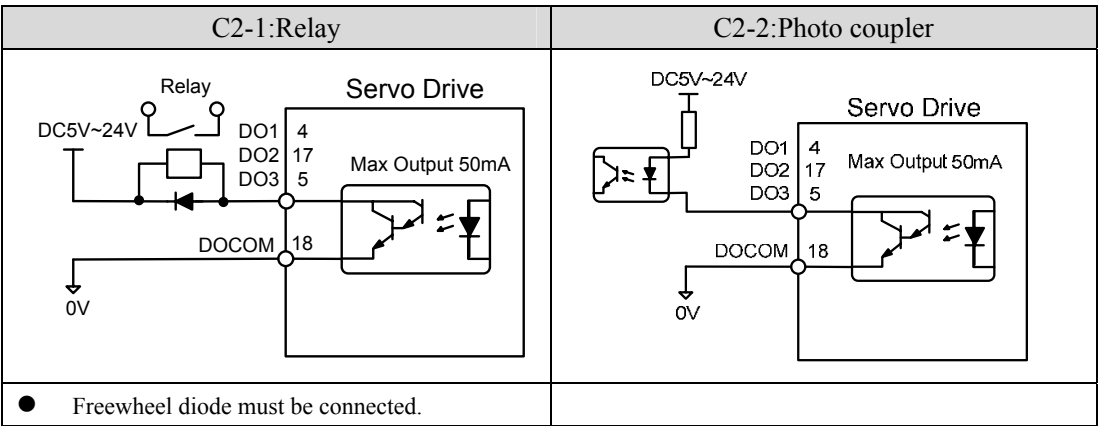 C2-1:Relay
C2-2:Photo coupler
Relay
Servo Drive
DC5V~24V
DO1 4
DO2 17
Max Output 50mA
DO3 5
DOCOM 18
0V
DC5V~24V
Servo Drive
DO1 4
DO2 17
Max Output 50mA
DO3 5
DOCOM 18
0V
● Freewheel diode must be connected.